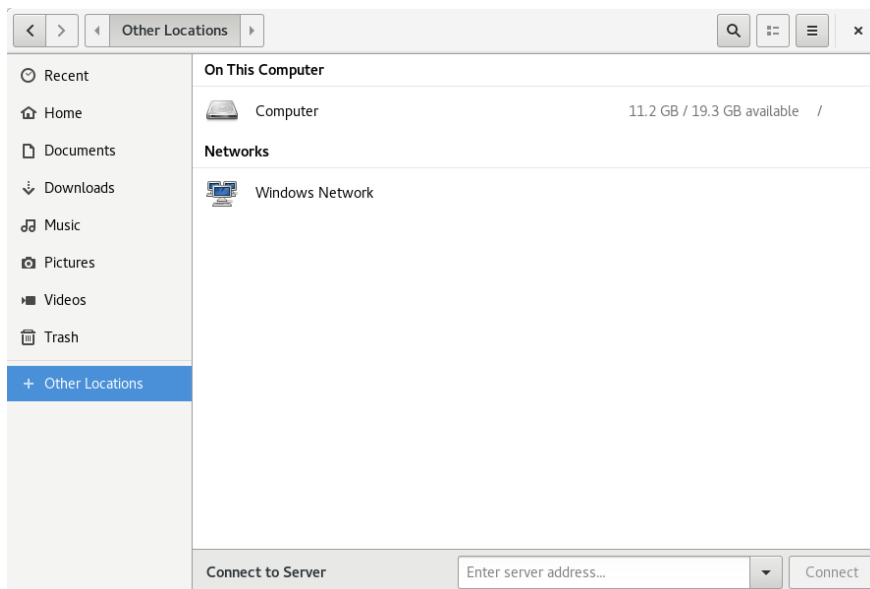 Other Locations
Recent
Home
Documents
Downloads
Music
Pictures
Videos
Trash
+ Other Locations
On This Computer
Computer 11.2 GB / 19.3 GB available /
Networks
Windows Network
Connect to Server Enter server address... Connect